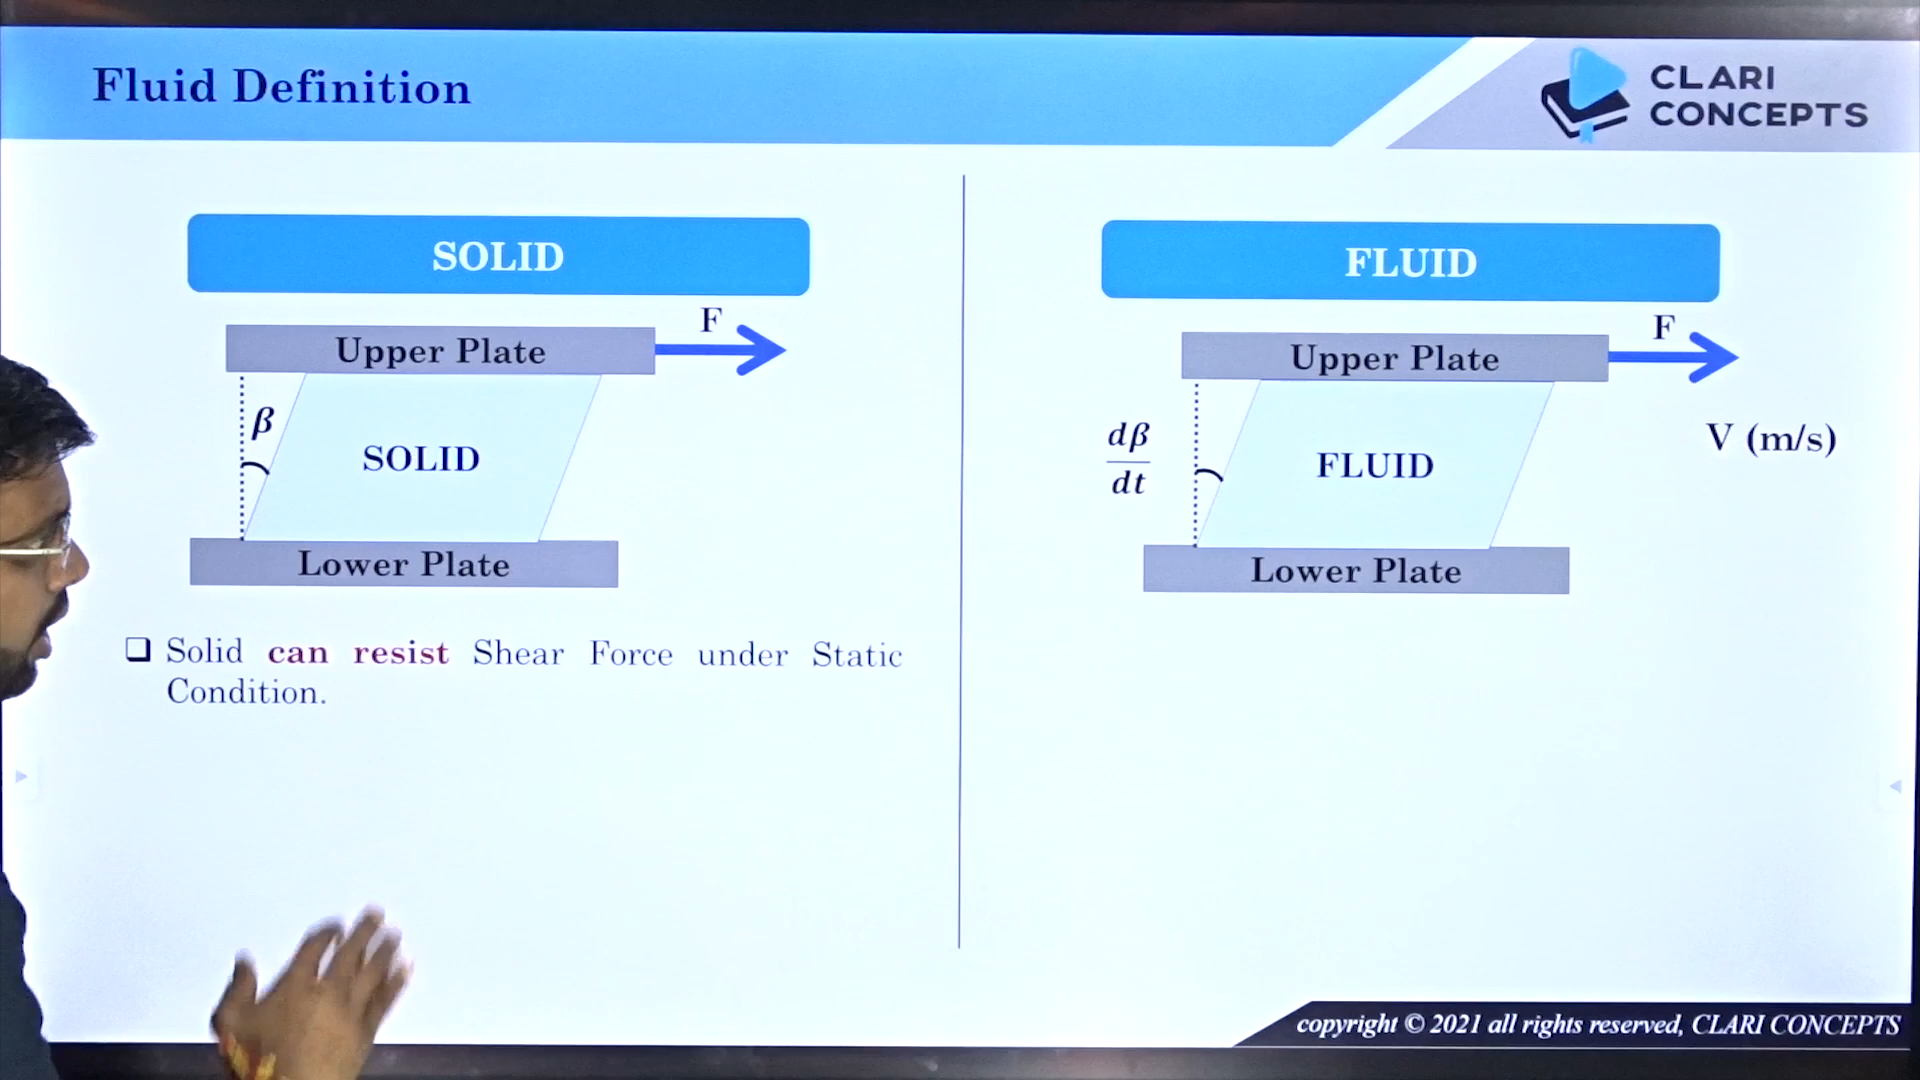 Fluid Definition
CLARI
CONCEPTS
SOLID
F
Upper Plate
β
SOLID
Lower Plate
❑ Solid can resist Shear Force under Static
Condition.
FLUID
F
Upper Plate
dβ
dt
V (m/s)
FLUID
Lower Plate
copyright © 2021 all rights reserved, CLARI CONCEPTS